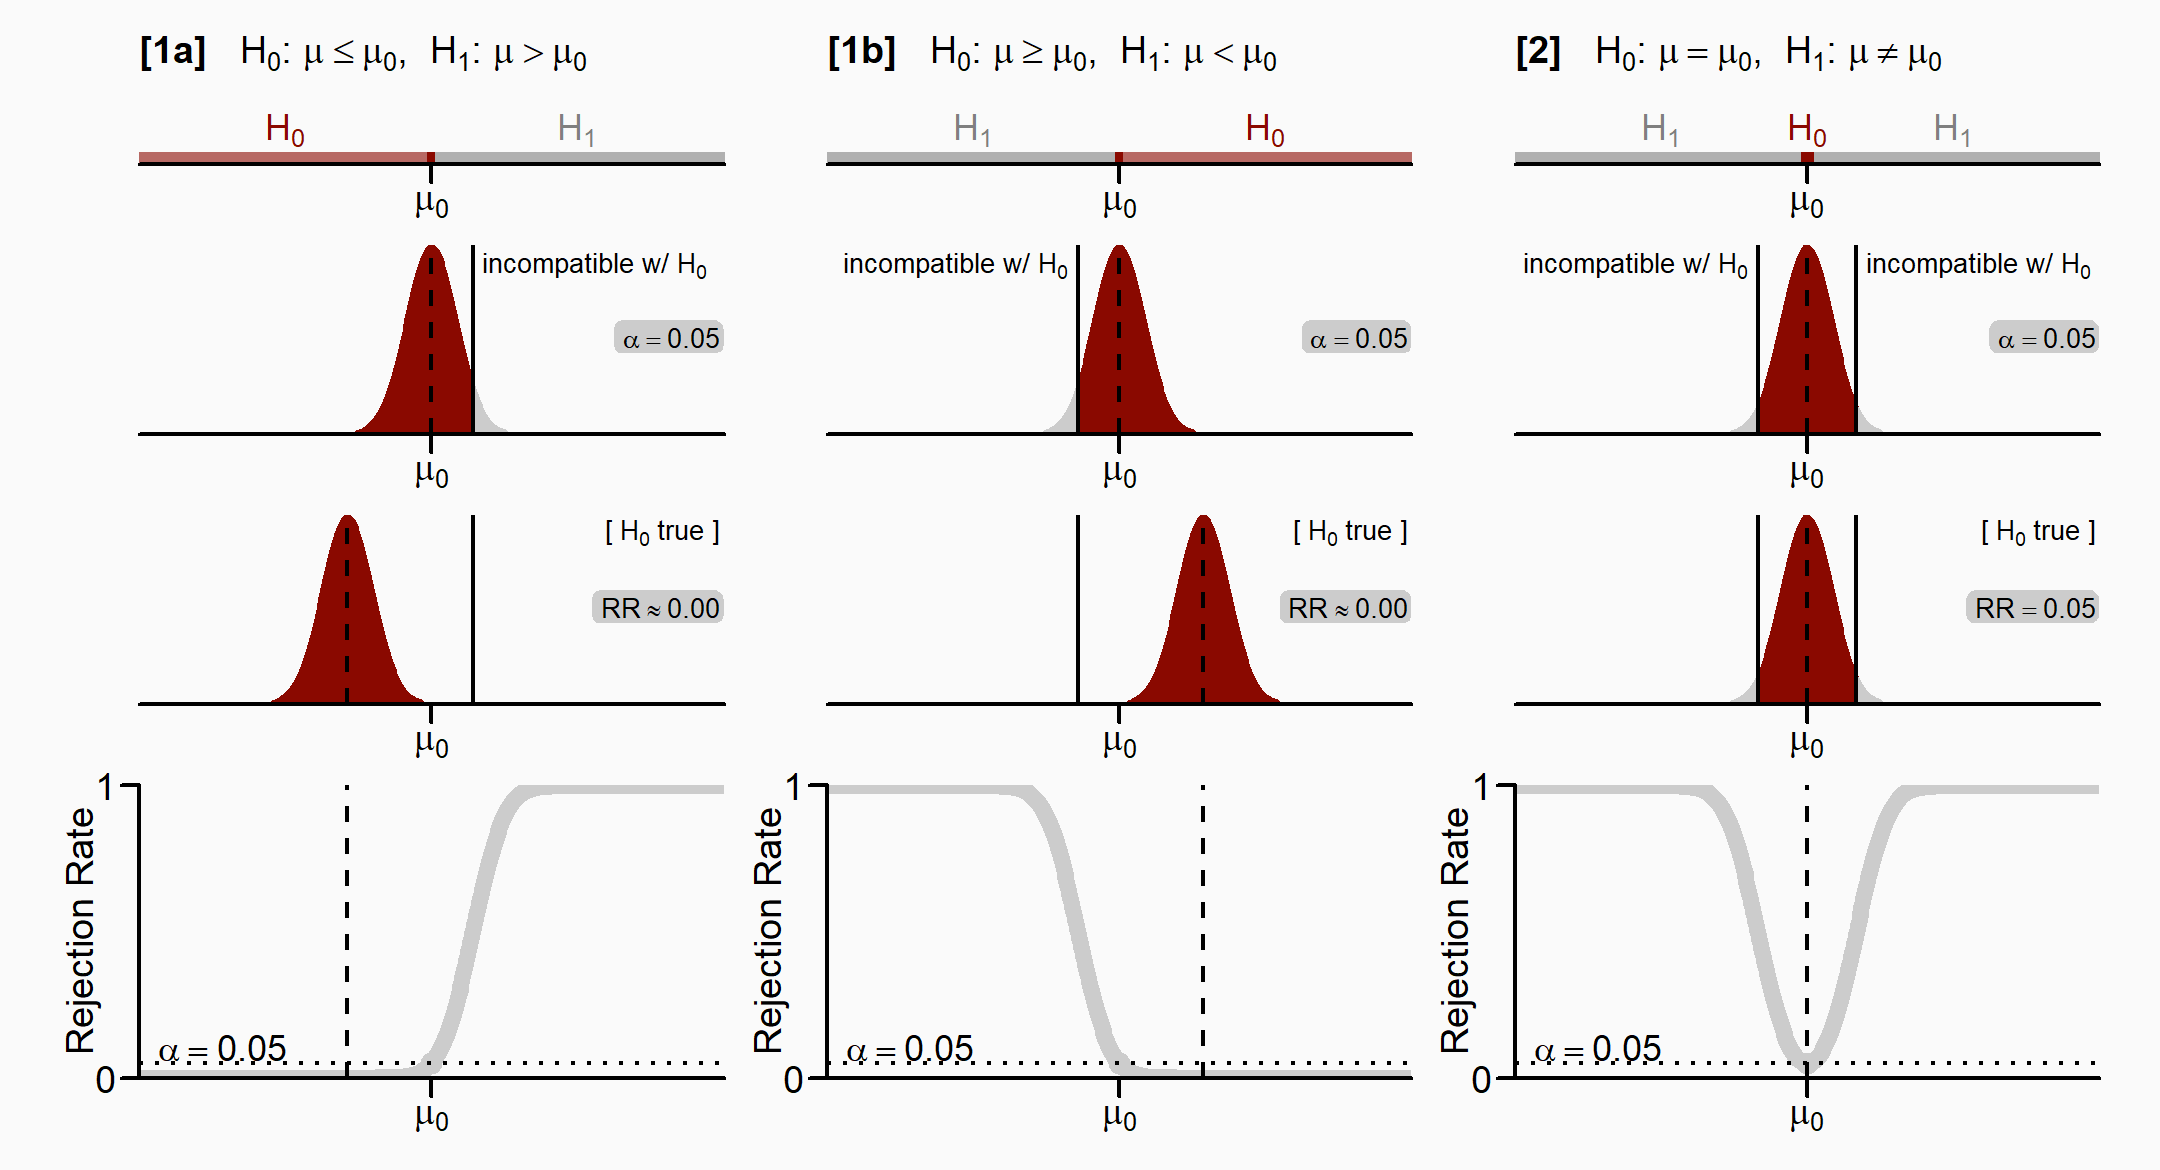 [1a] H₀: μ ≤ μ₀, H₁: μ > μ₀
H₀ H₁
μ₀
incompatible w/ H₀
α = 0.05
μ₀
[ H₀ true ]
RR ≈ 0.00
μ₀
1
Rejection Rate
α = 0.05
0
μ₀
[1b] H₀: μ ≥ μ₀, H₁: μ < μ₀
H₁ H₀
μ₀
incompatible w/ H₀
α = 0.05
μ₀
[ H₀ true ]
RR ≈ 0.00
μ₀
1
Rejection Rate
α = 0.05
0
μ₀
[2] H₀: μ = μ₀, H₁: μ ≠ μ₀
H₁ H₀ H₁
μ₀
incompatible w/ H₀ incompatible w/ H₀
α = 0.05
μ₀
[ H₀ true ]
RR = 0.05
μ₀
1
Rejection Rate
α = 0.05
0
μ₀